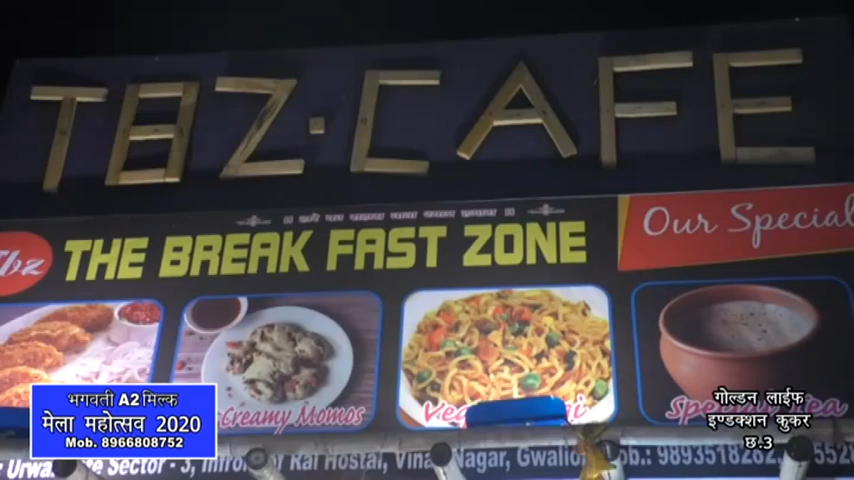 TBZ·CAFE
Tbz THE BREAK FAST ZONE
Our Special
Creamy Momos
Special Tea
Sector - 3, Infront of Rai Hostal, Vinay Nagar, Gwalior
भगवती A2 मिल्क
मेला महोत्सव 2020
Mob. 8966808752
गोल्डन लाईफ
इण्डक्शन कुकर
छ.3